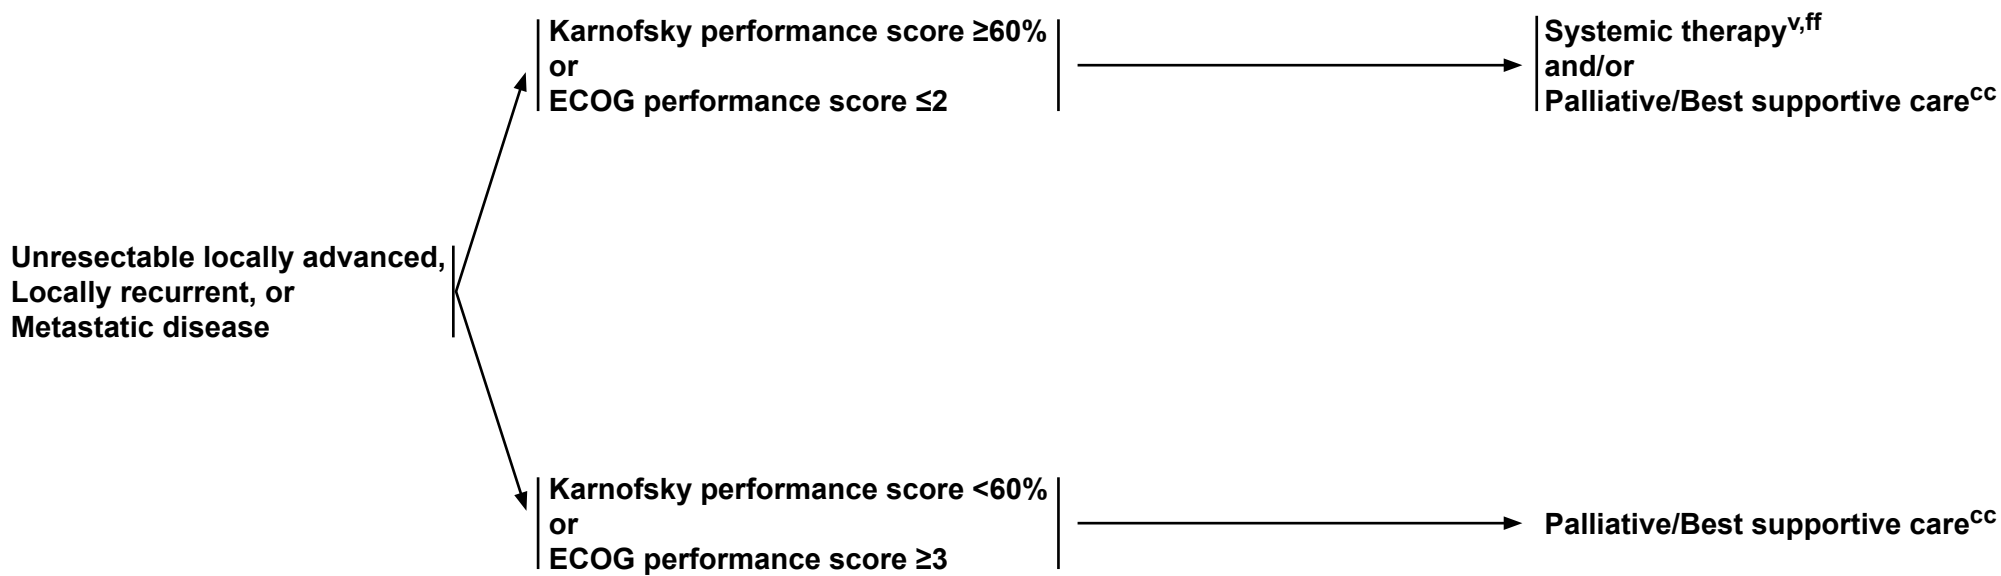 Karnofsky performance score ≥60%
or
ECOG performance score ≤2
Systemic therapyv,ff
and/or
Palliative/Best supportive carecc
Unresectable locally advanced,
Locally recurrent, or
Metastatic disease
Karnofsky performance score <60%
or
ECOG performance score ≥3
Palliative/Best supportive carecc